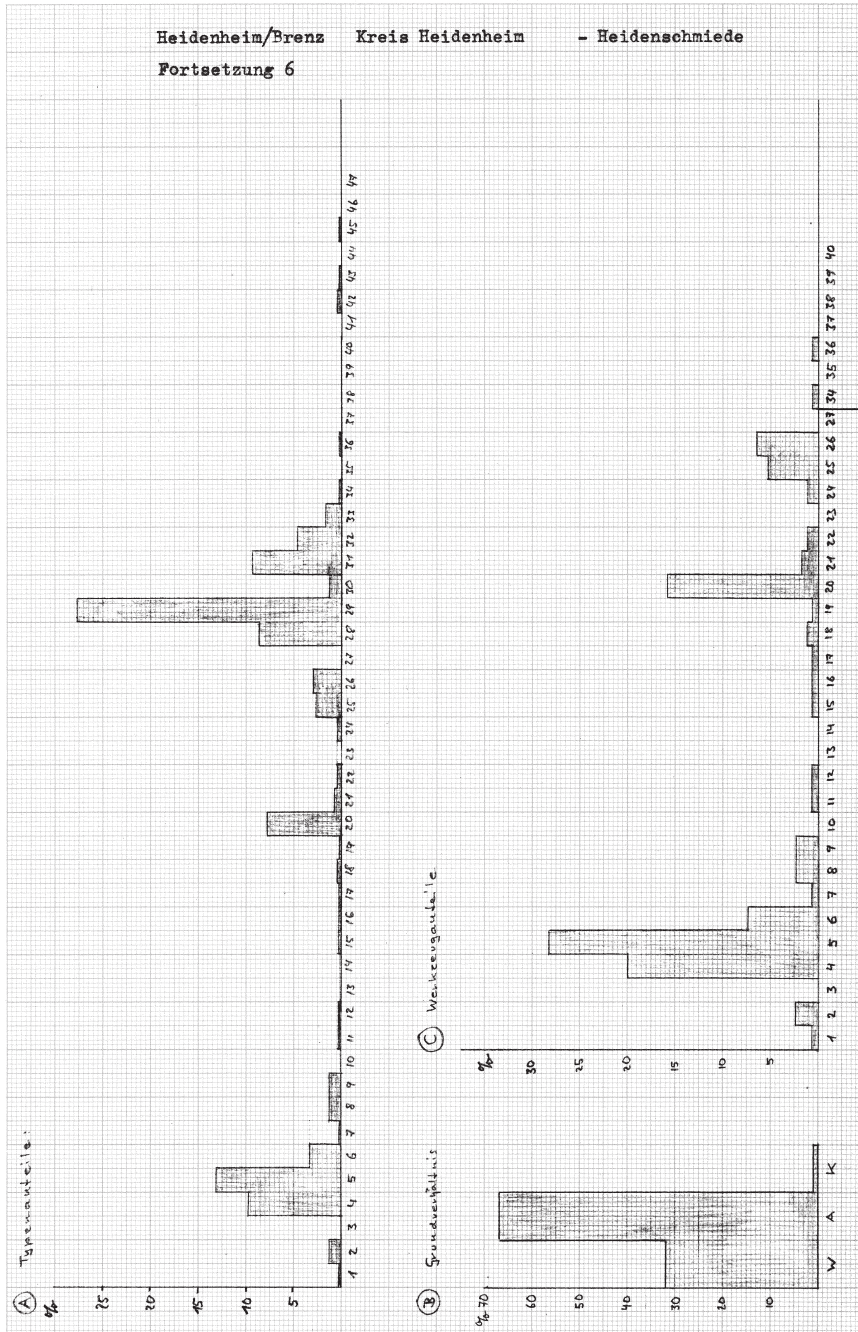 Heidenheim/Brenz Kreis Heidenheim - Heidenschmiede
Fortsetzung 6
A Typenanteile:
%
25
20
15
10
5
1 2 3 4 5 6 7 8 9 10 11 12 13 14 15 16 17 18 19 20 21 22 23 24 25 26 27 28 29 30 31 32 33 34 35 36 37 38 39 40 41 42 43 44 45 46 47
B Grundverhältnis
% 70
60
50
40
30
20
10
W A K
C Werkzeuganteile
%
30
25
20
15
10
5
1 2 3 4 5 6 7 8 9 10 11 12 13 14 15 16 17 18 19 20 21 22 23 24 25 26 27 34 35 36 37 38 39 40